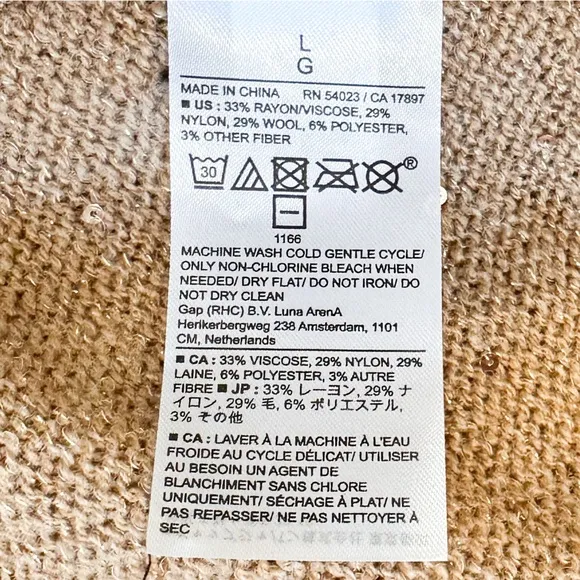 L
G
MADE IN CHINA RN 54023 / CA 17897
■ US : 33% RAYON/VISCOSE, 29%
NYLON, 29% WOOL, 6% POLYESTER,
3% OTHER FIBER
30 ®
1166
MACHINE WASH COLD GENTLE CYCLE/
ONLY NON-CHLORINE BLEACH WHEN
NEEDED/ DRY FLAT/ DO NOT IRON/ DO
NOT DRY CLEAN
Gap (RHC) B.V. Luna ArenA
Herikerbergweg 238 Amsterdam, 1101
CM, Netherlands
■ CA : 33% VISCOSE, 29% NYLON, 29%
LAINE, 6% POLYESTER, 3% AUTRE
FIBRE ■ JP : 33% レーヨン, 29% ナ
イロン, 29% 毛, 6% ポリエステル,
3% その他
■ CA : LAVER À LA MACHINE À L'EAU
FROIDE AU CYCLE DÉLICAT/ UTILISER
AU BESOIN UN AGENT DE
BLANCHIMENT SANS CHLORE
UNIQUEMENT/ SÉCHAGE À PLAT/ NE
PAS REPASSER/ NE PAS NETTOYER À
SEC